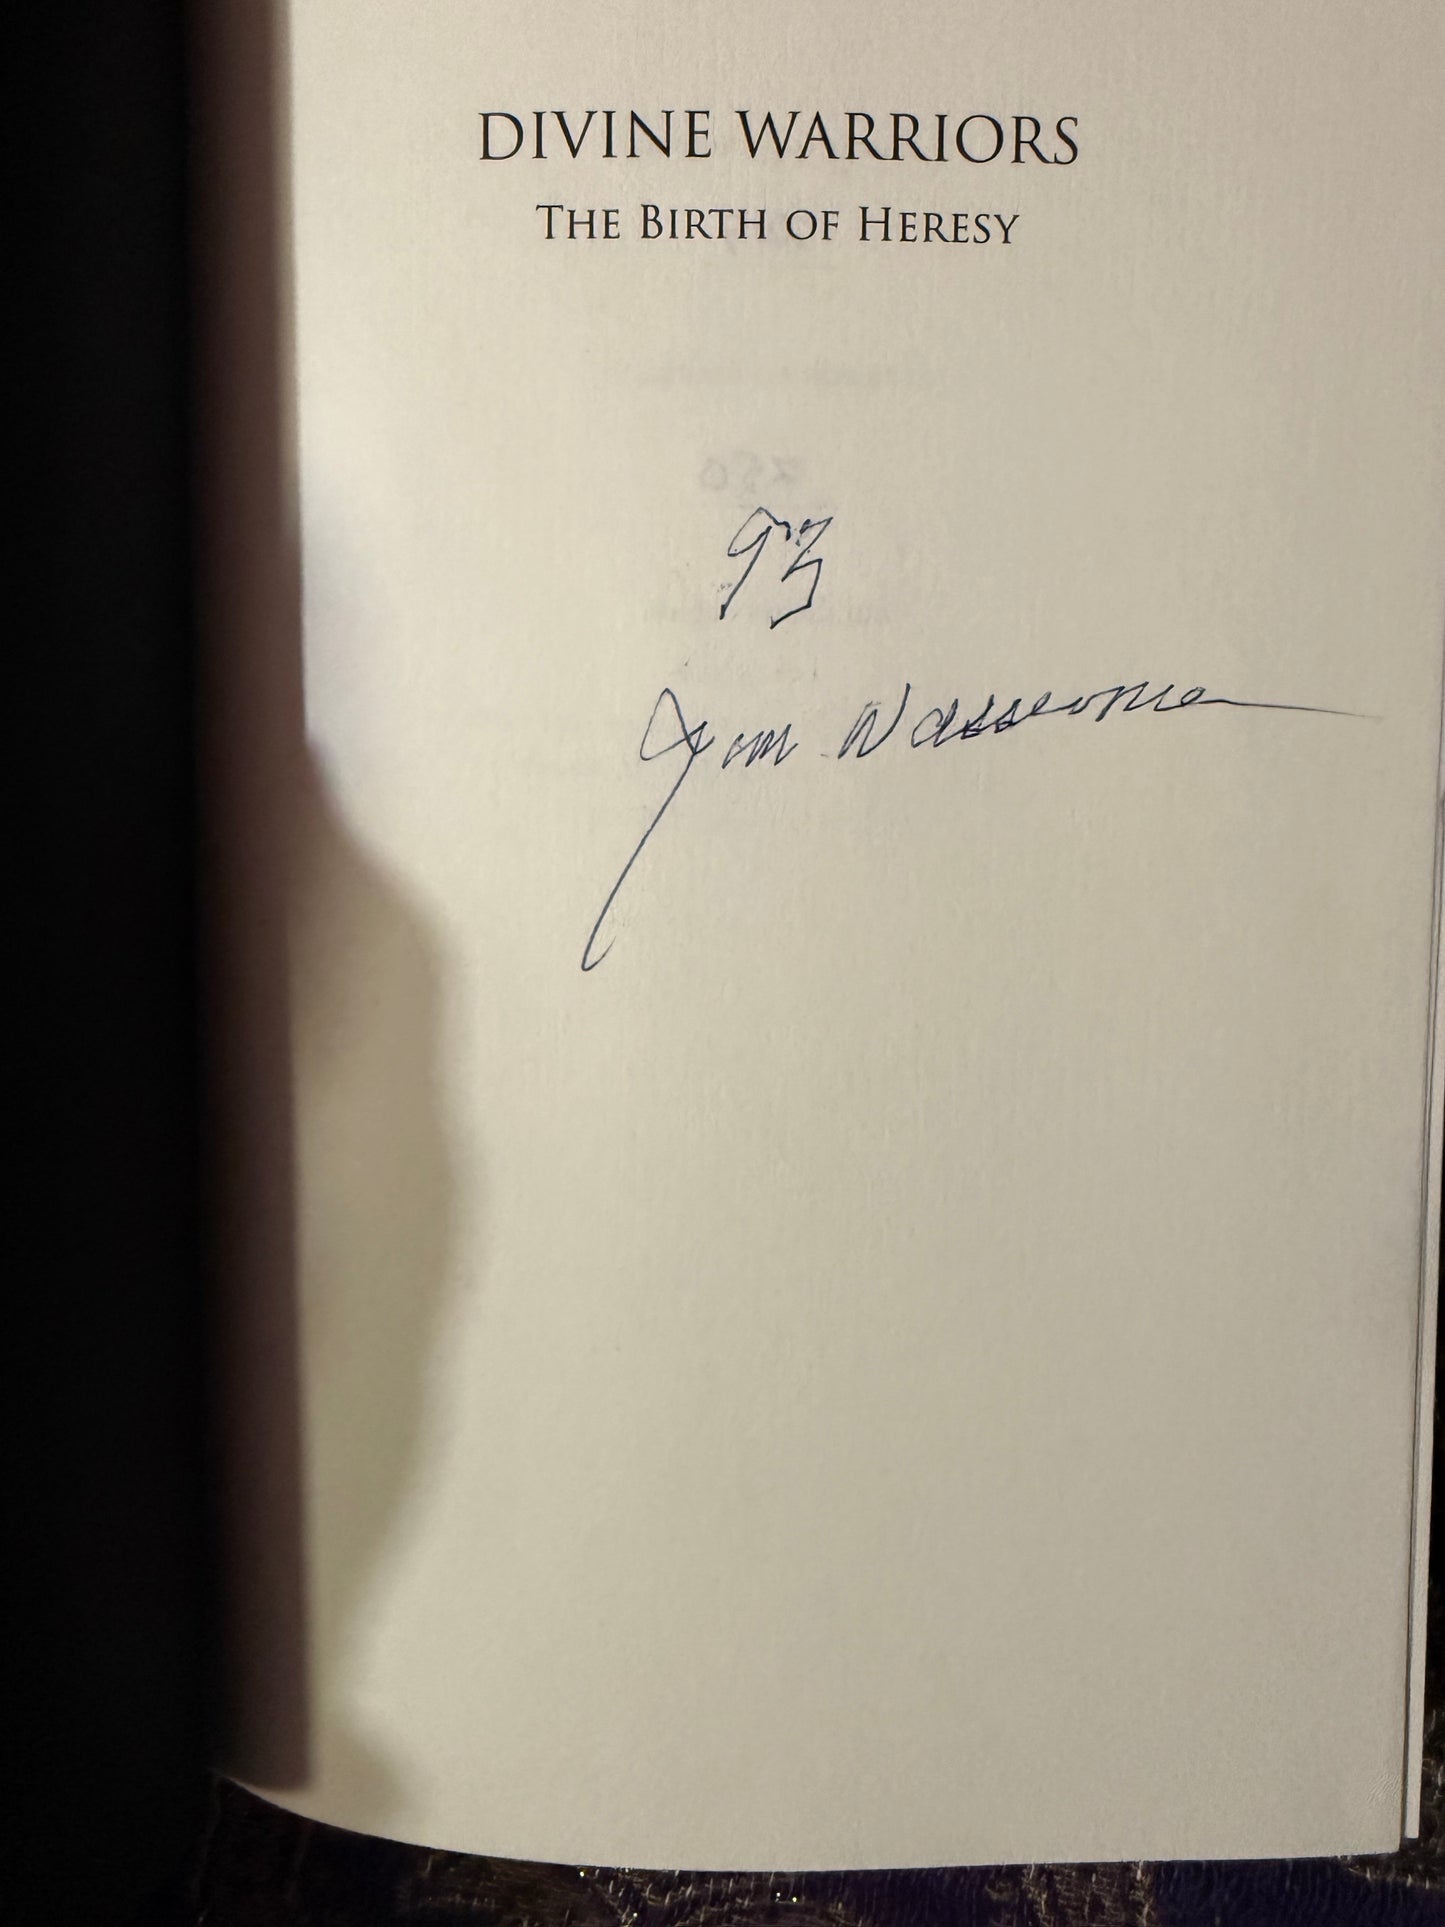 DIVINE WARRIORS
THE BIRTH OF HERESY
93
Jim Wasserman